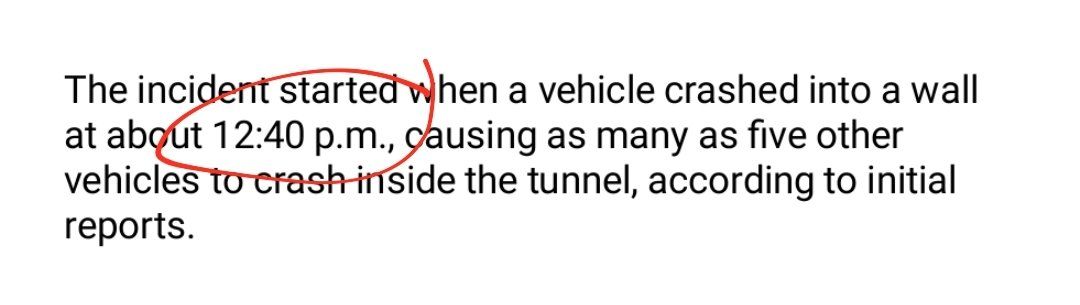 The incident started when a vehicle crashed into a wall
at about 12:40 p.m., causing as many as five other
vehicles to crash inside the tunnel, according to initial
reports.